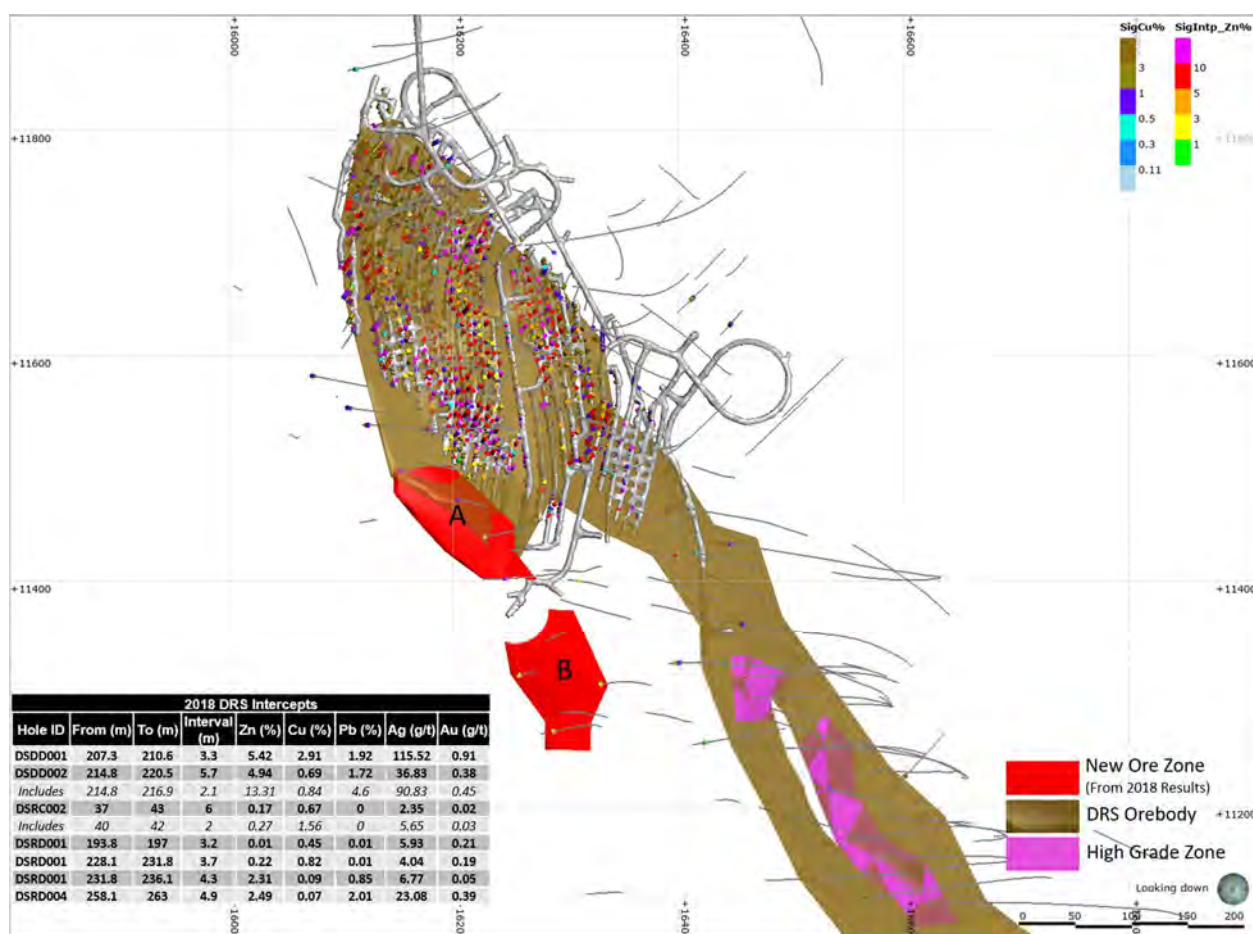 +16000
+16200
+16400
+16600
SigCu%
SigIntp_Zn%
3
1
0.5
0.3
0.11
10
5
3
1
+11800
+11800
+11600
+11600
A
+11400
+11400
B
+11200
2018 DRS Intercepts
Hole ID From (m) To (m) Interval (m) Zn (%) Cu (%) Pb (%) Ag (g/t) Au (g/t)
DSDD001 207.3 210.6 3.3 5.42 2.91 1.92 115.52 0.91
DSDD002 214.8 220.5 5.7 4.94 0.69 1.72 36.83 0.38
Includes 214.8 216.9 2.1 13.31 0.84 4.6 90.83 0.45
DSRC002 37 43 6 0.17 0.67 0 2.35 0.02
Includes 40 42 2 0.27 1.56 0 5.65 0.03
DSRD001 193.8 197 3.2 0.01 0.45 0.01 5.93 0.21
DSRD001 228.1 231.8 3.7 0.22 0.82 0.01 4.04 0.19
DSRD001 231.8 236.1 4.3 2.31 0.09 0.85 6.77 0.05
DSRD004 258.1 263 4.9 2.49 0.07 2.01 23.08 0.39
New Ore Zone
(From 2018 Results)
DRS Orebody
High Grade Zone
Looking down
0 50 100 150 200